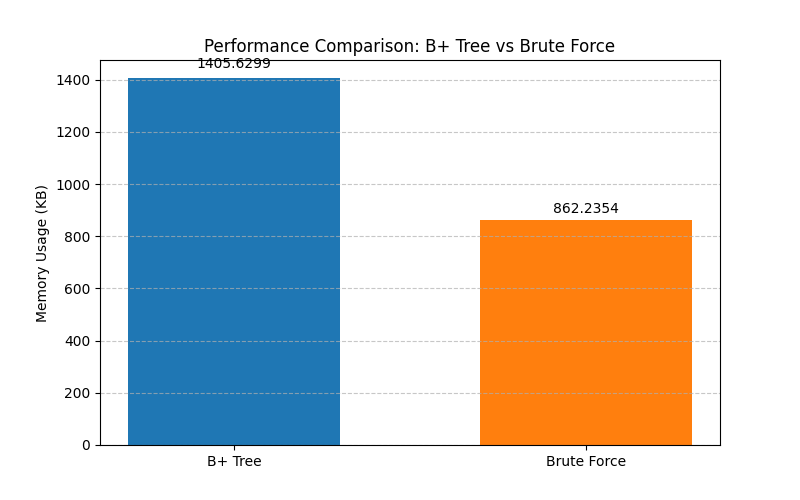 Performance Comparison: B+ Tree vs Brute Force
1405.6299
862.2354
Memory Usage (KB)
1400
1200
1000
800
600
400
200
0
B+ Tree
Brute Force